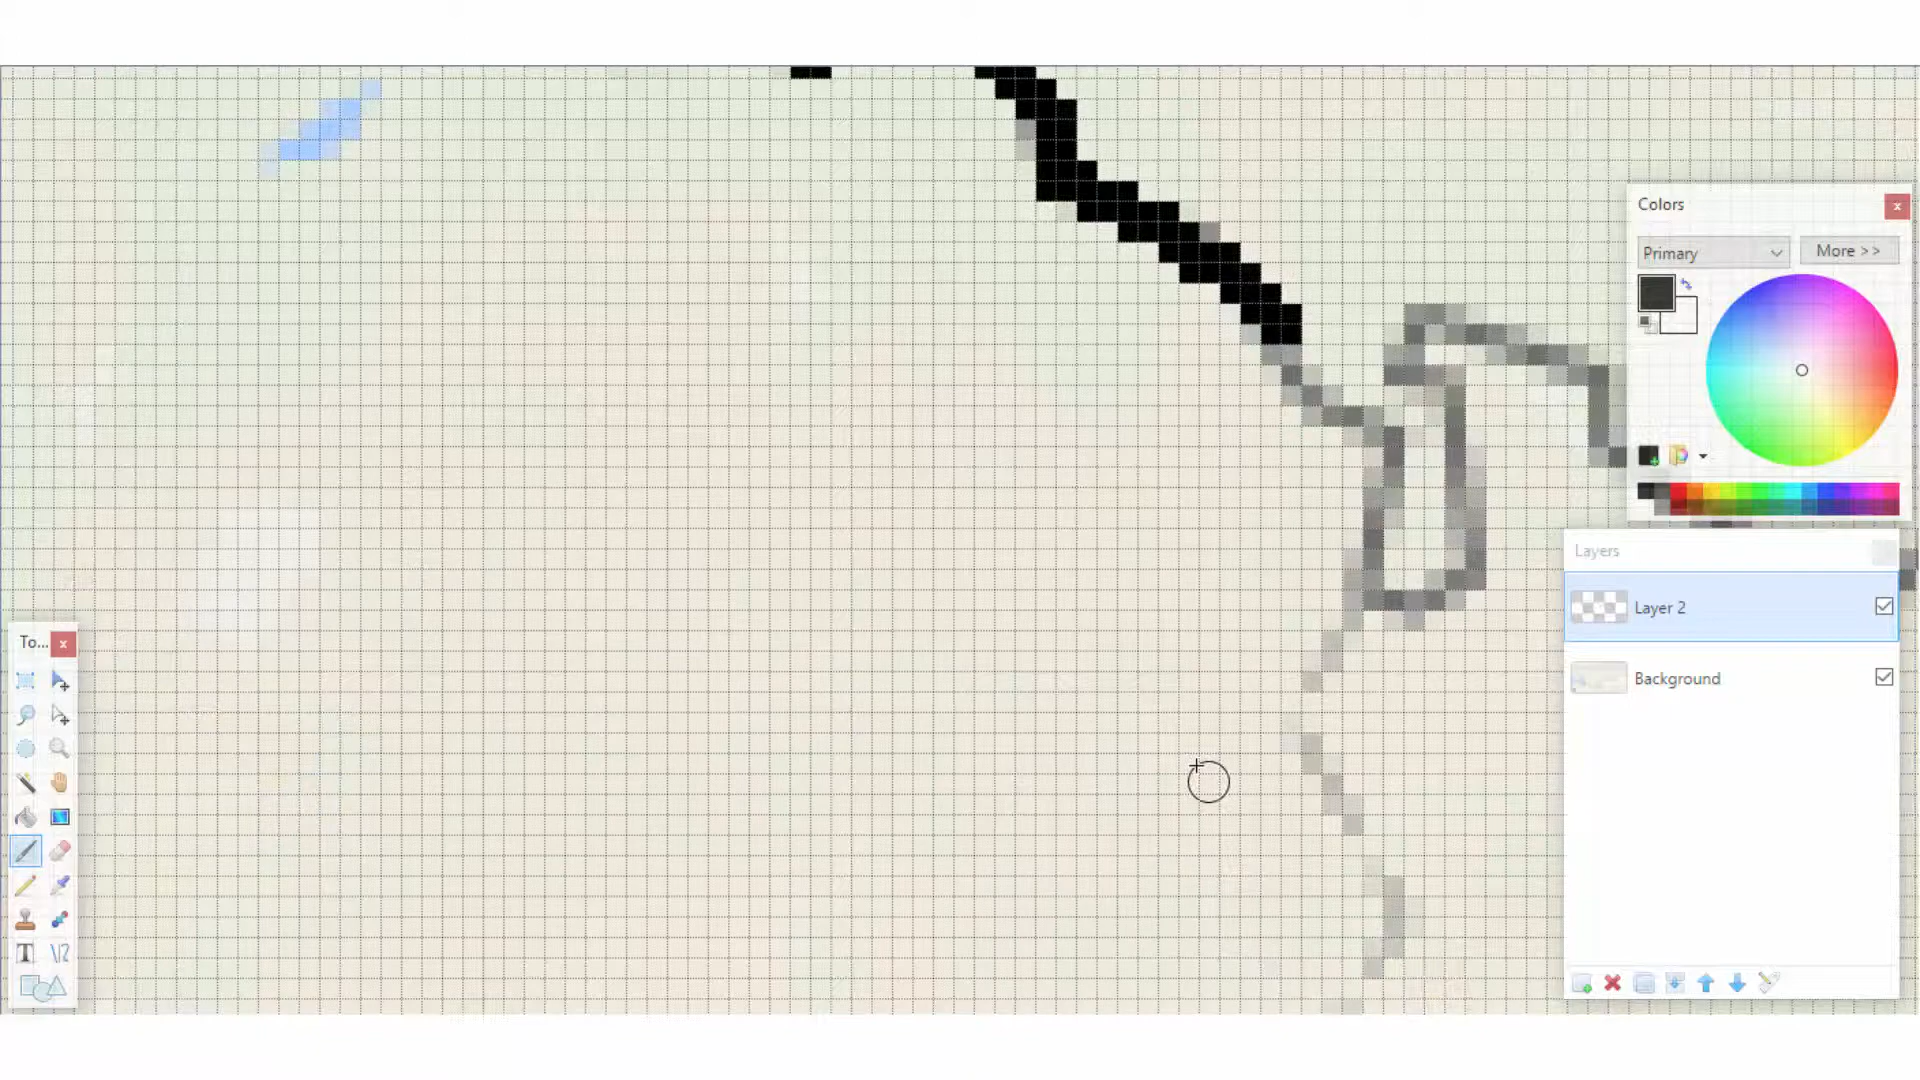 Colors
Primary
More >>
Layers
Layer 2
Background
To...